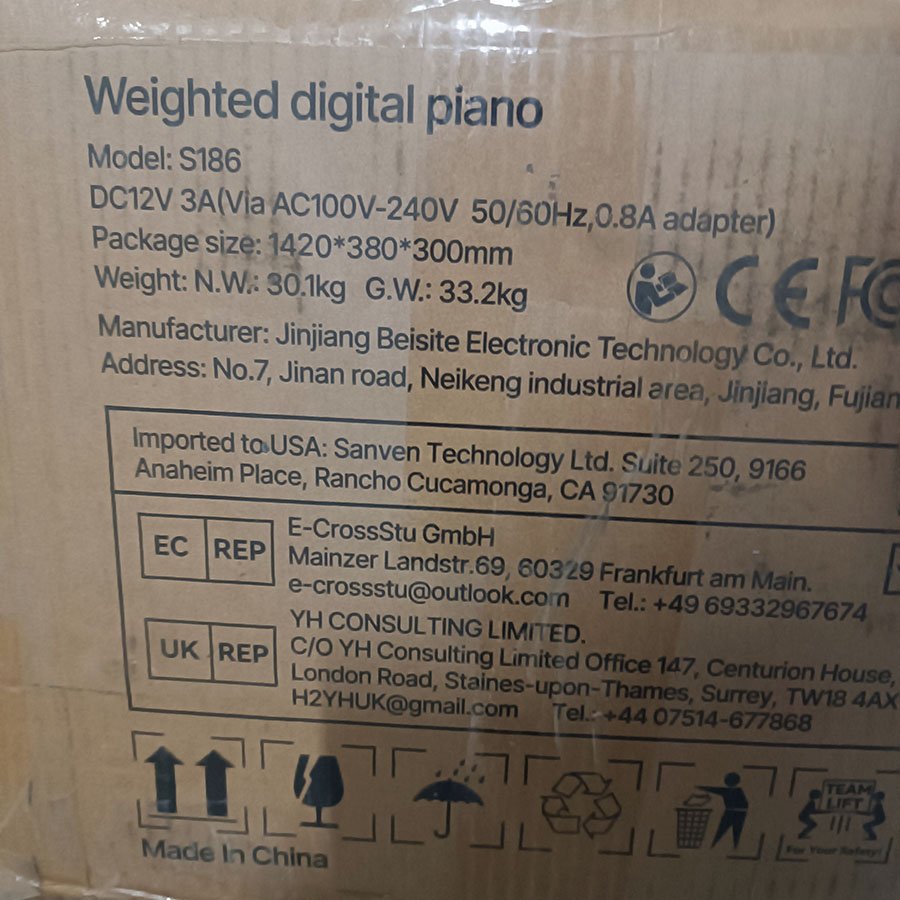 Weighted digital piano
Model: S186
DC12V 3A(Via AC100V-240V 50/60Hz,0.8A adapter)
Package size: 1420*380*300mm
Weight: N.W.: 30.1kg G.W.: 33.2kg
CE FC
Manufacturer: Jinjiang Beisite Electronic Technology Co., Ltd.
Address: No.7, Jinan road, Neikeng industrial area, Jinjiang, Fujian
Imported to USA: Sanven Technology Ltd. Suite 250, 9166
Anaheim Place, Rancho Cucamonga, CA 91730
EC REP
E-CrossStu GmbH
Mainzer Landstr.69, 60329 Frankfurt am Main.
e-crossstu@outlook.com Tel.: +49 69332967674
UK REP
YH CONSULTING LIMITED.
C/O YH Consulting Limited Office 147, Centurion House,
London Road, Staines-upon-Thames, Surrey, TW18 4AX
H2YHUK@gmail.com Tel.: +44 07514-677868
TEAM
LIFT
For Your Safety!
Made In China